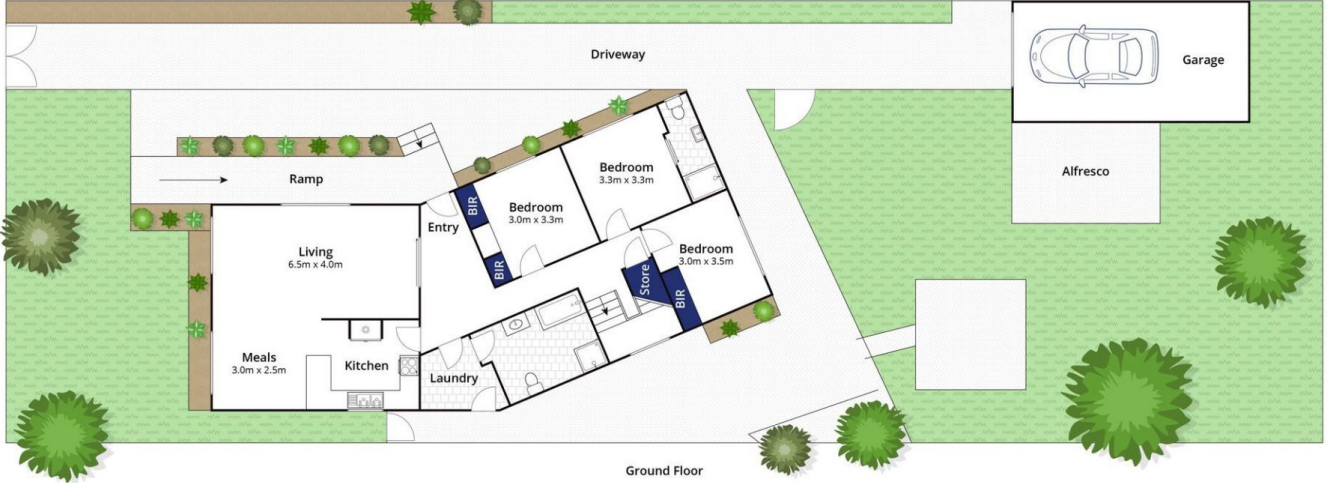 Driveway
Garage
Alfresco
Ramp
Entry
BIR
BIR
Bedroom
3.0m x 3.3m
Bedroom
3.3m x 3.3m
Bedroom
3.0m x 3.5m
Store
BIR
Living
6.5m x 4.0m
Meals
3.0m x 2.5m
Kitchen
Laundry
Ground Floor